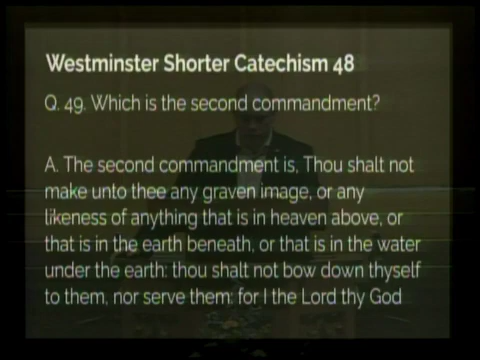 Westminster Shorter Catechism 48
Q. 49. Which is the second commandment?
A. The second commandment is, Thou shalt not
make unto thee any graven image, or any
likeness of anything that is in heaven above, or
that is in the earth beneath, or that is in the water
under the earth: thou shalt not bow down thyself
to them, nor serve them: for I the Lord thy God